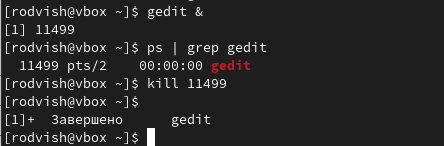 [rodvish@vbox ~]$ gedit &
[1] 11499
[rodvish@vbox ~]$ ps | grep gedit
  11499 pts/2    00:00:00 gedit
[rodvish@vbox ~]$ kill 11499
[rodvish@vbox ~]$
[1]+  Завершено      gedit
[rodvish@vbox ~]$